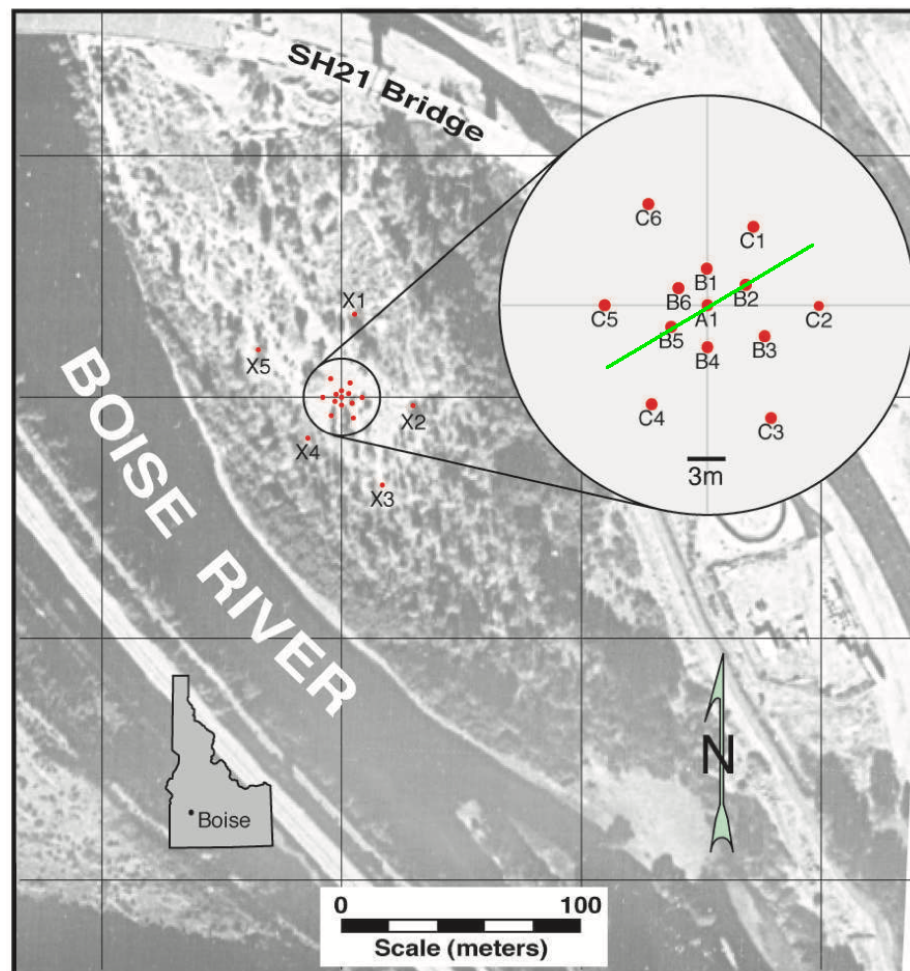 SH21 Bridge
C6
C1
B1
B6
B2
A1
C5
C2
B5
B3
B4
C4
C3
3m
X1
X5
X2
X4
X3
BOISE RIVER
N
Boise
0 100
Scale (meters)